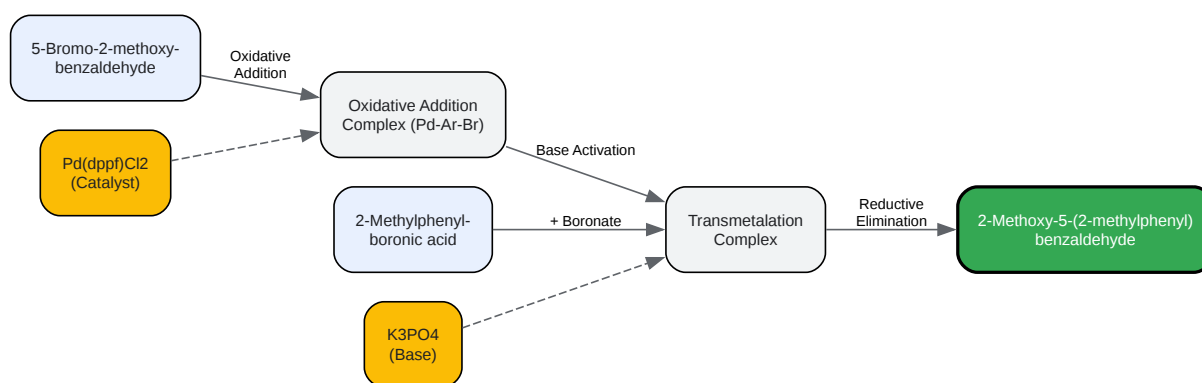 5-Bromo-2-methoxy-
benzaldehyde
Oxidative
Addition
Pd(dppf)Cl2
(Catalyst)
Oxidative Addition
Complex (Pd-Ar-Br)
Base Activation
2-Methylphenyl-
boronic acid
+ Boronate
K3PO4
(Base)
Transmetalation
Complex
Reductive
Elimination
2-Methoxy-5-(2-methylphenyl)
benzaldehyde